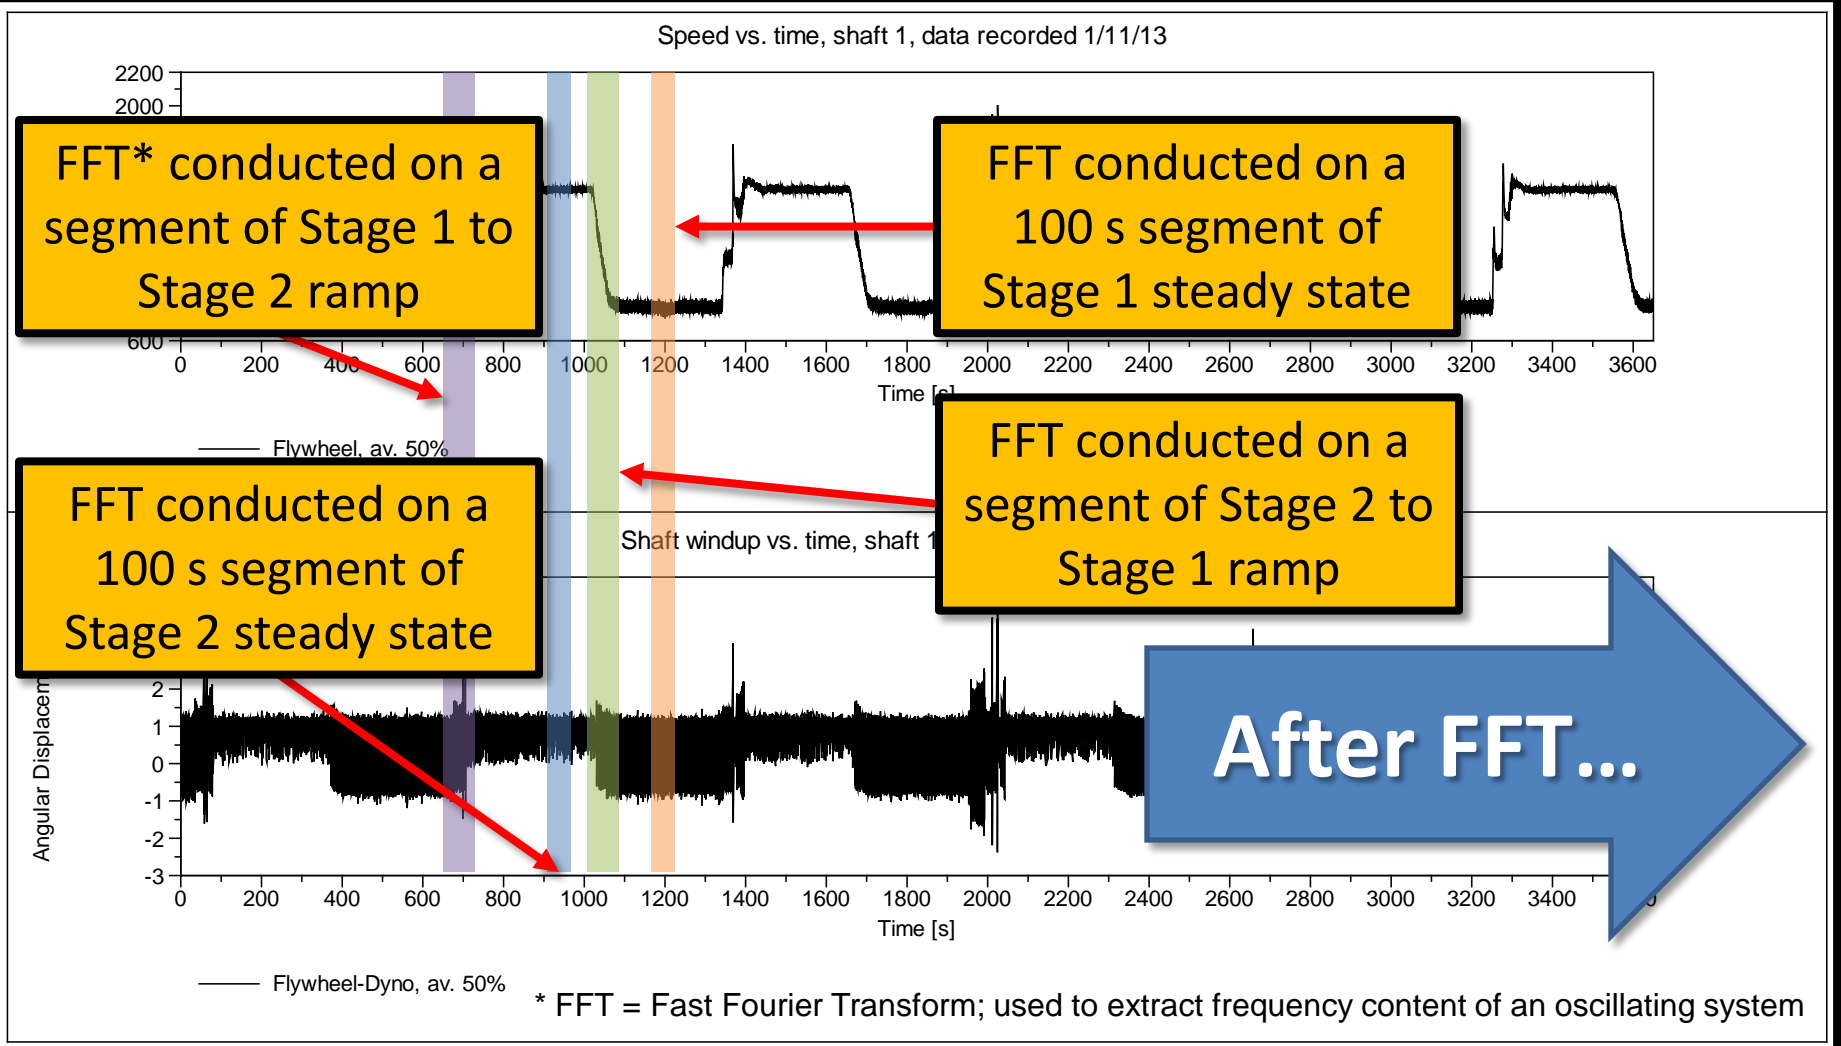 Speed vs. time, shaft 1, data recorded 1/11/13
2200
2000
600
0 200 400 600 800 1000 1200 1400 1600 1800 2000 2200 2400 2600 2800 3000 3200 3400 3600
Time [s]
Flywheel, av. 50%
FFT* conducted on a
segment of Stage 1 to
Stage 2 ramp
FFT conducted on a
100 s segment of
Stage 1 steady state
FFT conducted on a
100 s segment of
Stage 2 steady state
FFT conducted on a
segment of Stage 2 to
Stage 1 ramp
Shaft windup vs. time, shaft 1
Angular Displacem
2
1
0
-1
-2
-3
0 200 400 600 800 1000 1200 1400 1600 1800 2000 2200 2400 2600 2800 3000 3200 3400
Time [s]
After FFT...
Flywheel-Dyno, av. 50%
* FFT = Fast Fourier Transform; used to extract frequency content of an oscillating system